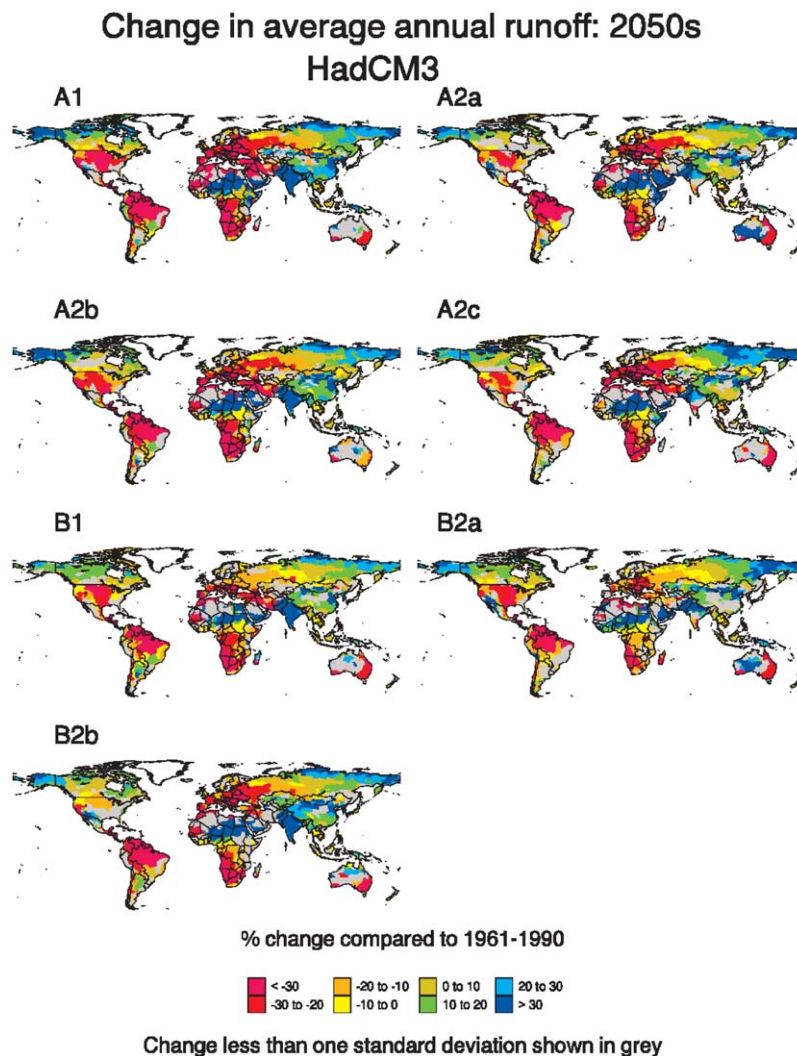 Change in average annual runoff: 2050s
HadCM3
A1
A2a
A2b
A2c
B1
B2a
B2b
% change compared to 1961-1990
< -30
-20 to -10
0 to 10
20 to 30
-30 to -20
-10 to 0
10 to 20
> 30
Change less than one standard deviation shown in grey